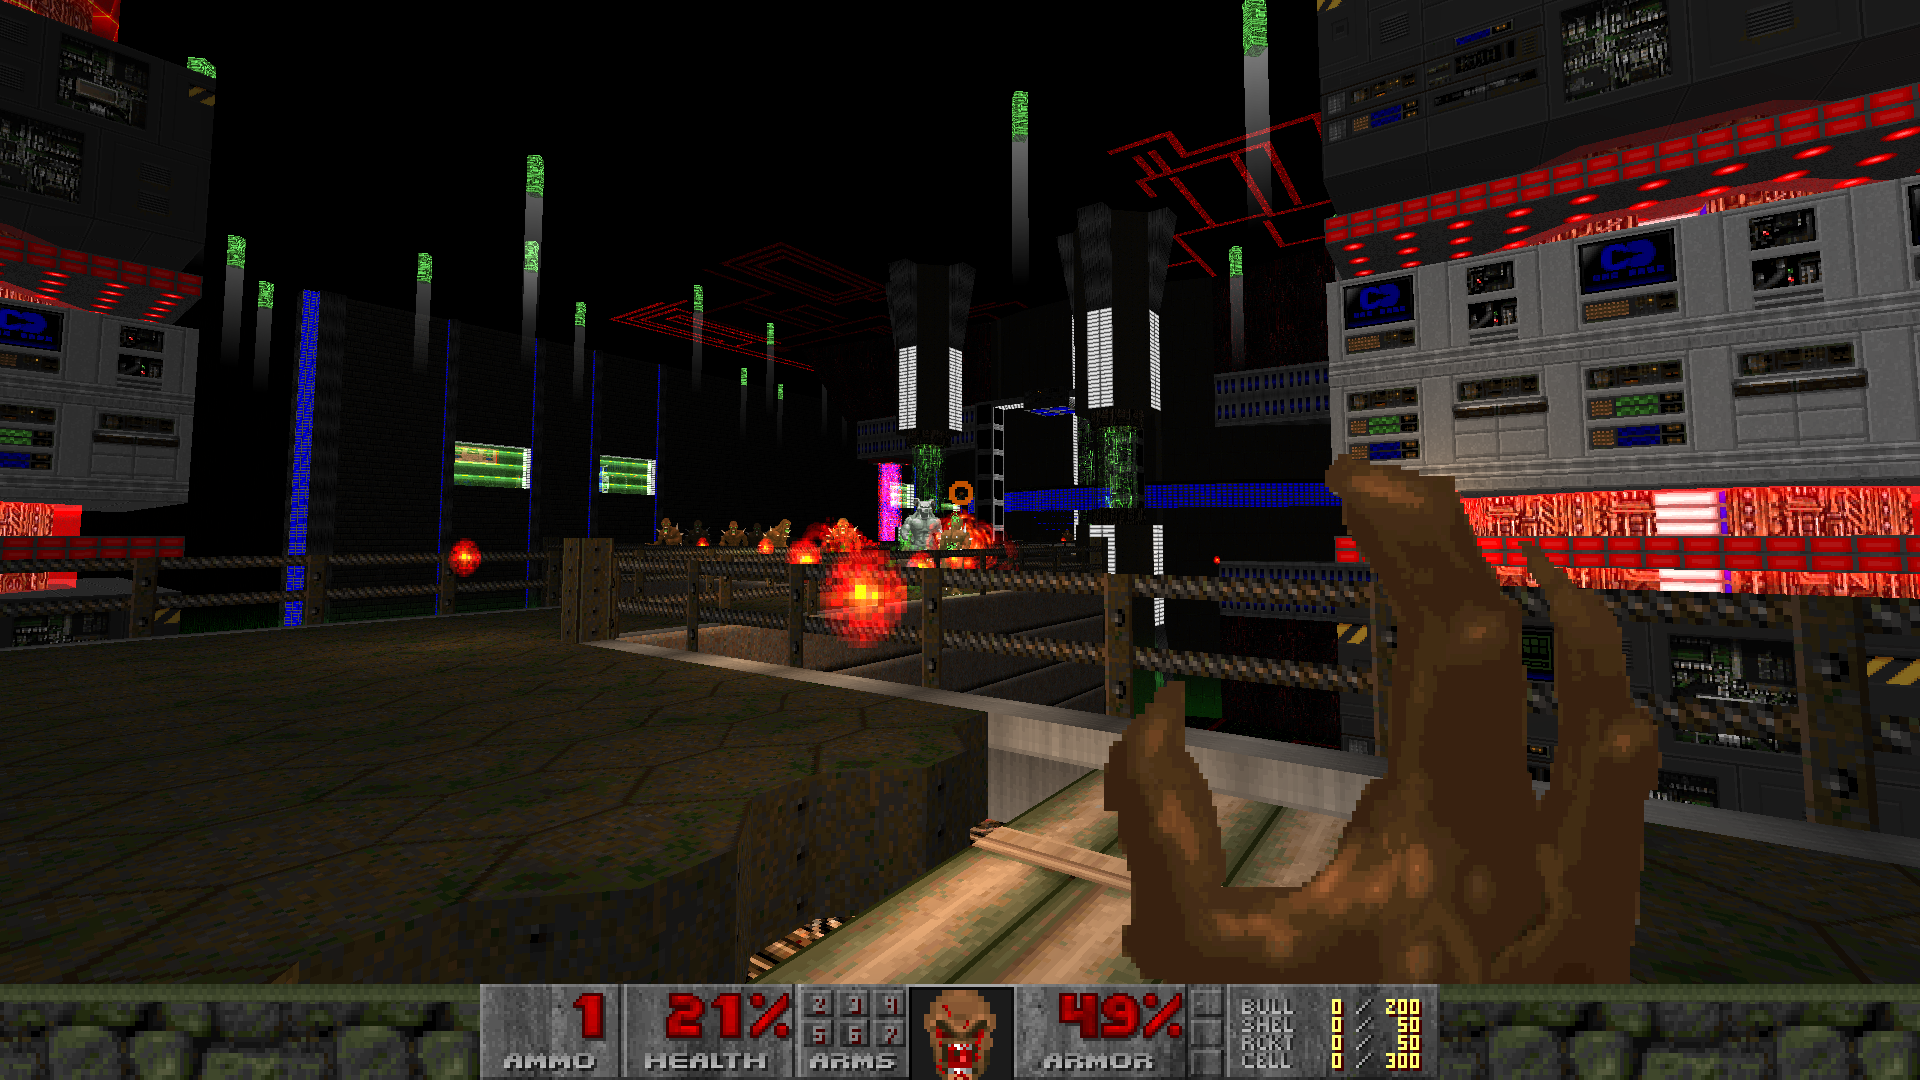 1 21% 2 3 4 49% BULL 0 / 200
5 6 7 SHEL 0 / 50
RCKT 0 / 50
AMMO HEALTH ARMS ARMOR CELL 0 / 300